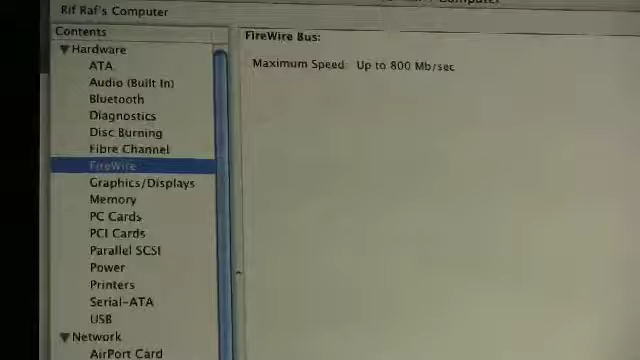 Rif Raf's Computer
Contents
Hardware
ATA
Audio (Built In)
Bluetooth
Diagnostics
Disc Burning
Fibre Channel
FireWire
Graphics/Displays
Memory
PC Cards
PCI Cards
Parallel SCSI
Power
Printers
Serial-ATA
USB
Network
AirPort Card
FireWire Bus:
Maximum Speed: Up to 800 Mb/sec